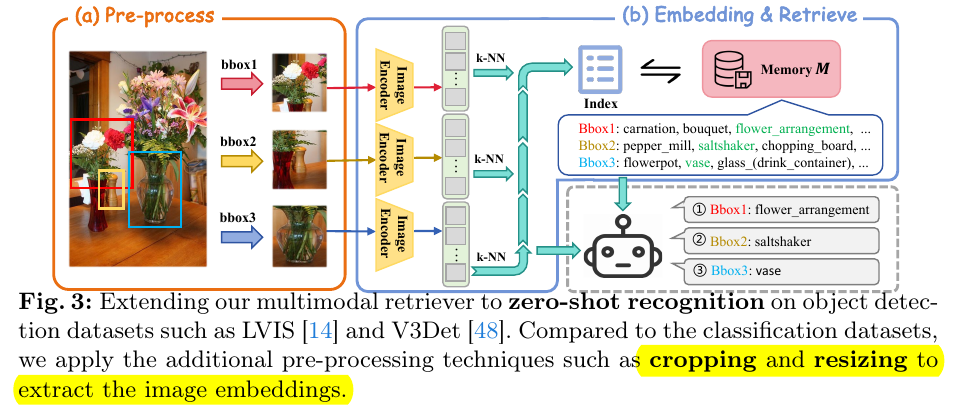 (a) Pre-process
(b) Embedding & Retrieve
bbox1
bbox2
bbox3
Image Encoder
Image Encoder
Image Encoder
k-NN
k-NN
k-NN
Index
Memory M
Bbox1: carnation, bouquet, flower_arrangement, ...
Bbox2: pepper_mill, saltshaker, chopping_board, ...
Bbox3: flowerpot, vase, glass_(drink_container), ...
① Bbox1: flower_arrangement
② Bbox2: saltshaker
③ Bbox3: vase
Fig. 3: Extending our multimodal retriever to zero-shot recognition on object detec-
tion datasets such as LVIS [14] and V3Det [48]. Compared to the classification datasets,
we apply the additional pre-processing techniques such as cropping and resizing to
extract the image embeddings.